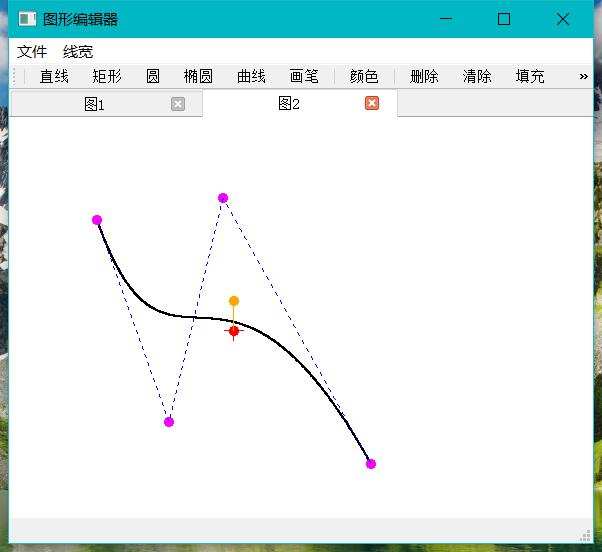 图形编辑器
文件 线宽
直线 矩形 圆 椭圆 曲线 画笔 颜色 删除 清除 填充 »
图1 图2